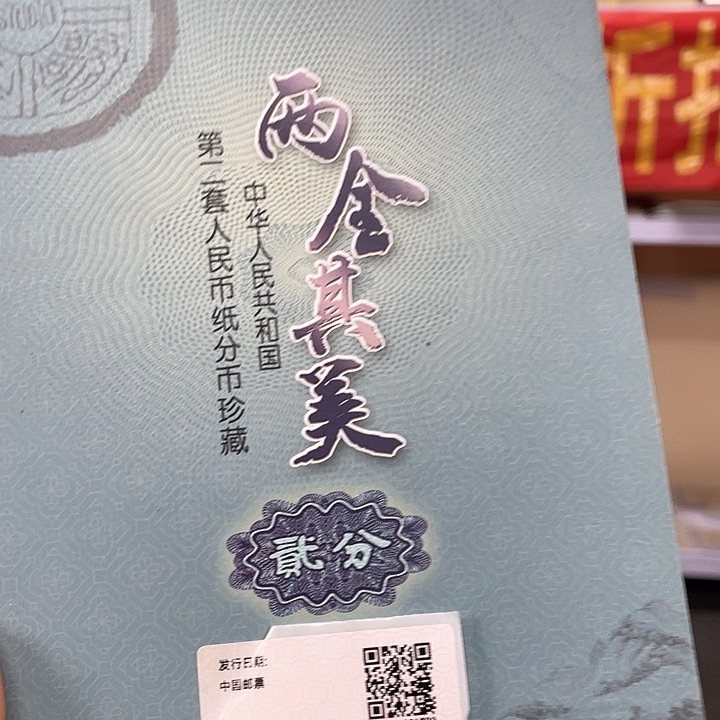 两全其美
中华人民共和国
第二套人民币纸分币珍藏
贰分
发行日期:
中国邮票